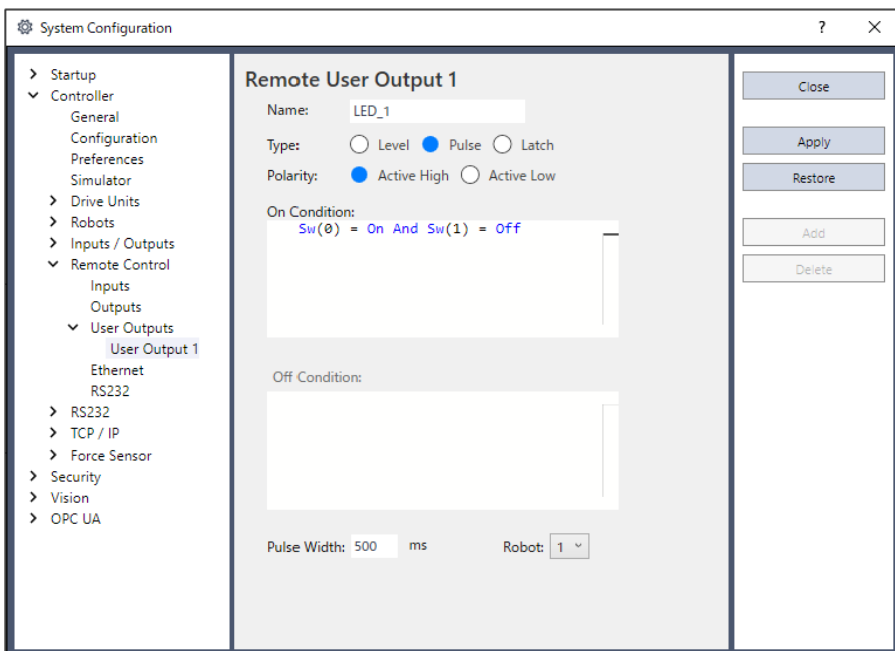 System Configuration
?
Startup
Controller
General
Configuration
Preferences
Simulator
Drive Units
Robots
Inputs / Outputs
Remote Control
Inputs
Outputs
User Outputs
User Output 1
Ethernet
RS232
RS232
TCP / IP
Force Sensor
Security
Vision
OPC UA
Remote User Output 1
Name: LED_1
Type: Level Pulse Latch
Polarity: Active High Active Low
On Condition:
Sw(0) = On And Sw(1) = Off
Off Condition:
Pulse Width: 500 ms Robot: 1
Close
Apply
Restore
Add
Delete